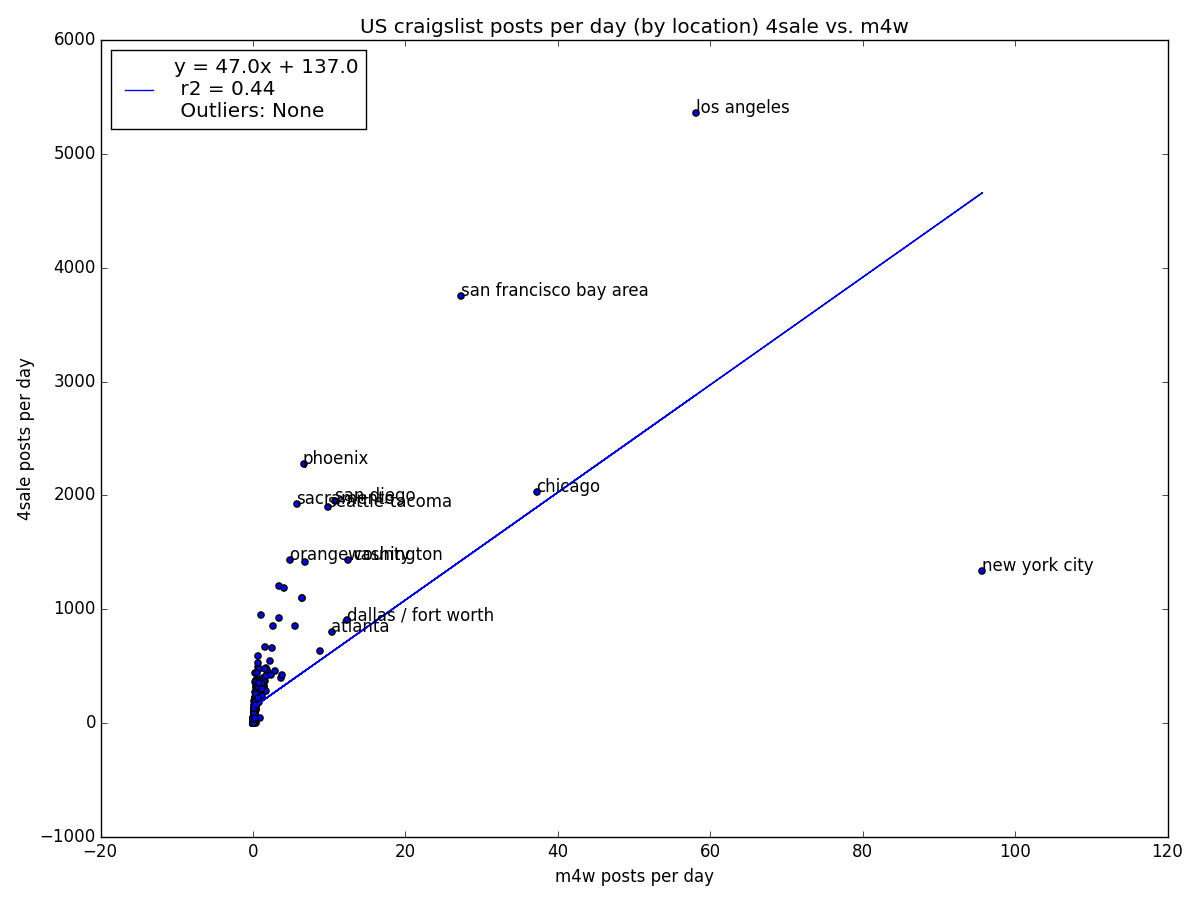 US craigslist posts per day (by location) 4sale vs. m4w
y = 47.0x + 137.0
r2 = 0.44
Outliers: None
6000
5000
4000
3000
2000
1000
0
−1000
4sale posts per day
los angeles
san francisco bay area
phoenix
chicago
san diego
sacramento
seattle-tacoma
orange county
washington
new york city
dallas / fort worth
atlanta
−20
0
20
40
60
80
100
120
m4w posts per day